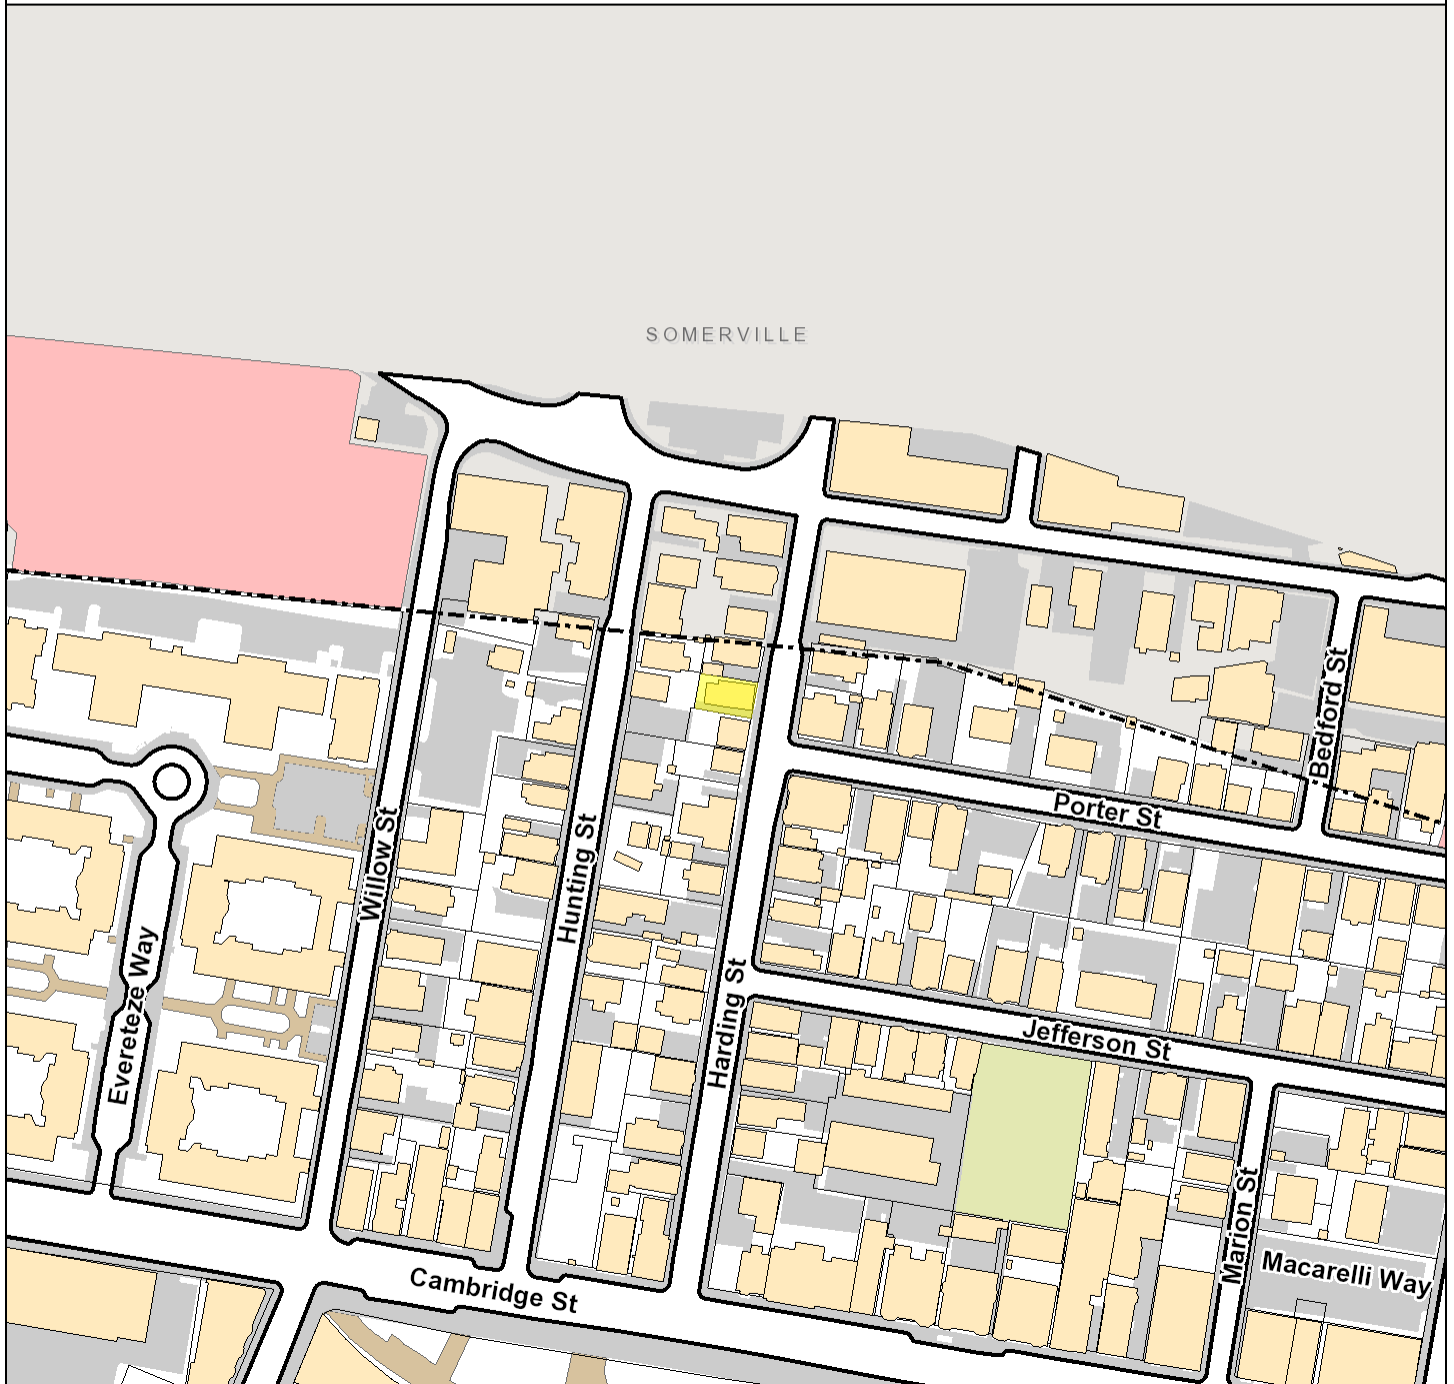 SOMERVILLE
Bedford St
Porter St
Willow St
Hunting St
Evereteze Way
Harding St
Jefferson St
Marion St
Macarelli Way
Cambridge St